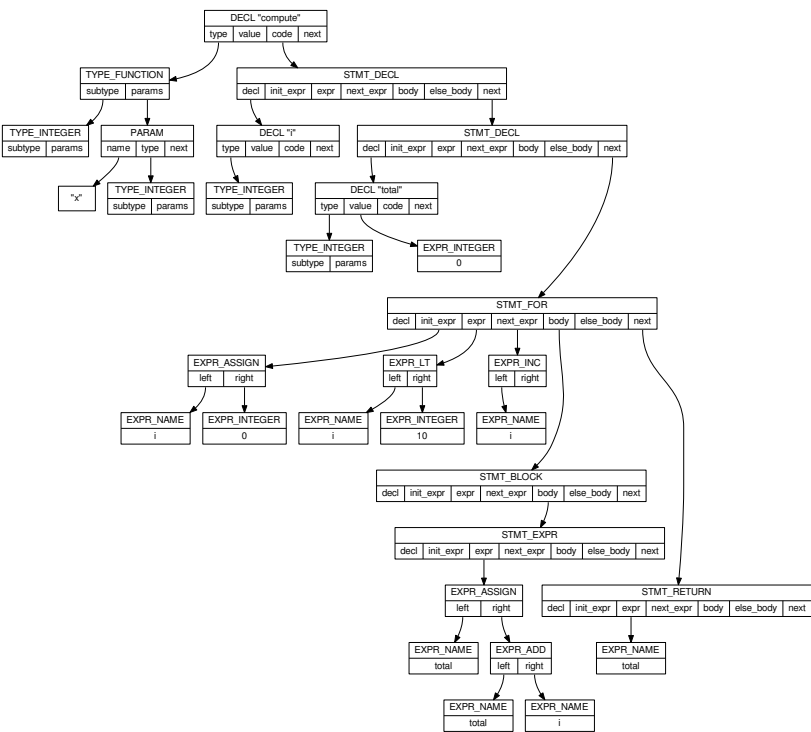 DECL "compute"
type value code next
TYPE_FUNCTION
subtype params
STMT_DECL
decl init_expr expr next_expr body else_body next
TYPE_INTEGER
subtype params
PARAM
name type next
DECL "i"
type value code next
STMT_DECL
decl init_expr expr next_expr body else_body next
"x"
TYPE_INTEGER
subtype params
TYPE_INTEGER
subtype params
DECL "total"
type value code next
TYPE_INTEGER
subtype params
EXPR_INTEGER
0
STMT_FOR
decl init_expr expr next_expr body else_body next
EXPR_ASSIGN
left right
EXPR_LT
left right
EXPR_INC
left right
EXPR_NAME
i
EXPR_INTEGER
0
EXPR_NAME
i
EXPR_INTEGER
10
EXPR_NAME
i
STMT_BLOCK
decl init_expr expr next_expr body else_body next
STMT_EXPR
decl init_expr expr next_expr body else_body next
EXPR_ASSIGN
left right
STMT_RETURN
decl init_expr expr next_expr body else_body next
EXPR_NAME
total
EXPR_ADD
left right
EXPR_NAME
total
EXPR_NAME
total
EXPR_NAME
i